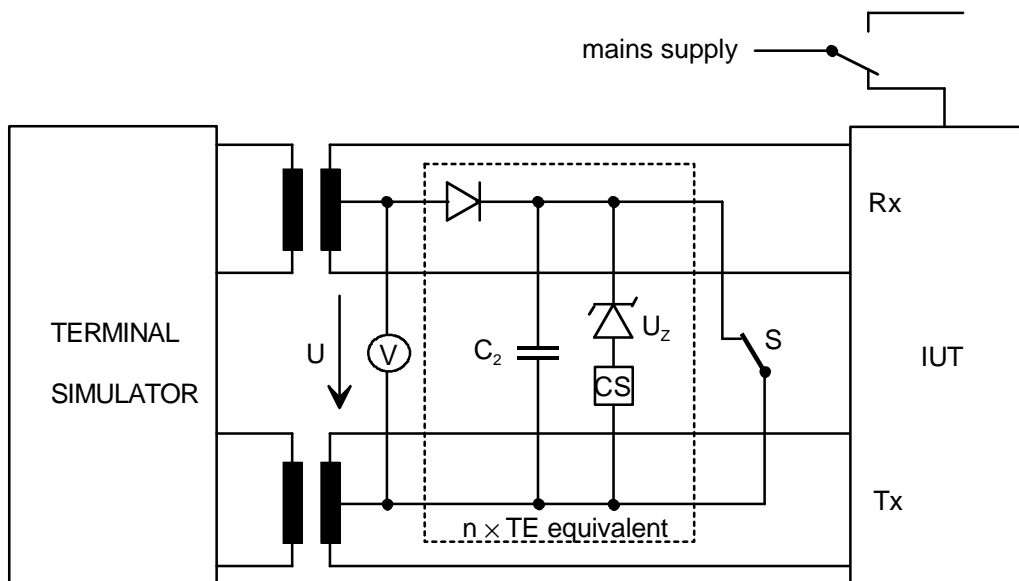 mains supply
Rx
TERMINAL
SIMULATOR
U
V
C2
UZ
CS
S
IUT
Tx
n × TE equivalent